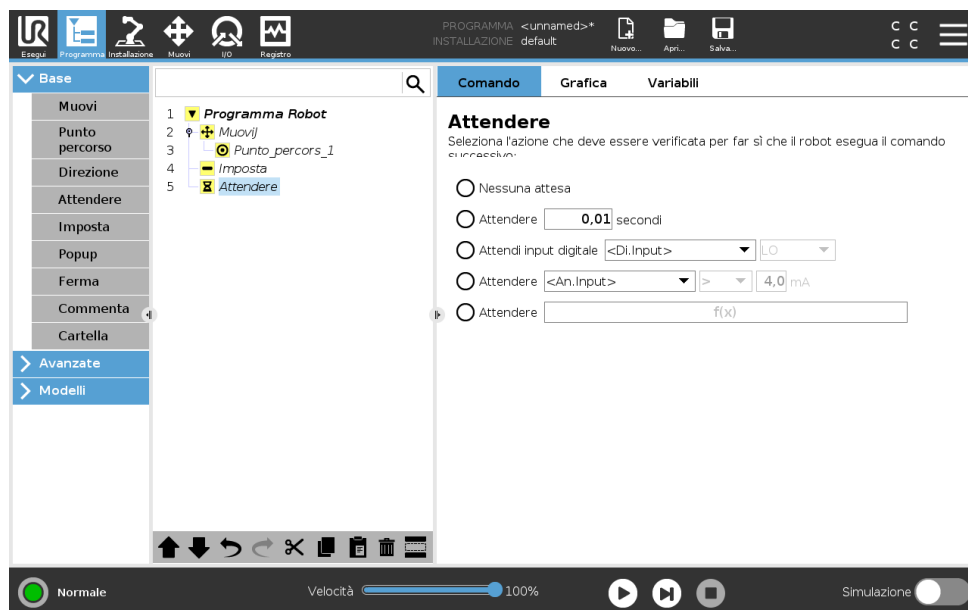 PROGRAMMA <unnamed>*
INSTALLAZIONE default
UR
Esegui
Programma
Installazione
Muovi
I/O
Registro
Nuovo...
Apri...
Salva...
C C
C C
Base
Muovi
Punto
percorso
Direzione
Attendere
Imposta
Popup
Ferma
Commenta
Cartella
Avanzate
Modelli
1 Programma Robot
2 MuoviJ
3 Punto_percors_1
4 Imposta
5 Attendere
Comando Grafica Variabili
Attendere
Seleziona l'azione che deve essere verificata per far sì che il robot esegua il comando
successivo:
Nessuna attesa
Attendere 0,01 secondi
Attendi input digitale <Di.Input> LO
Attendere <An.Input> > 4,0 mA
Attendere f(x)
Normale
Velocità 100%
Simulazione